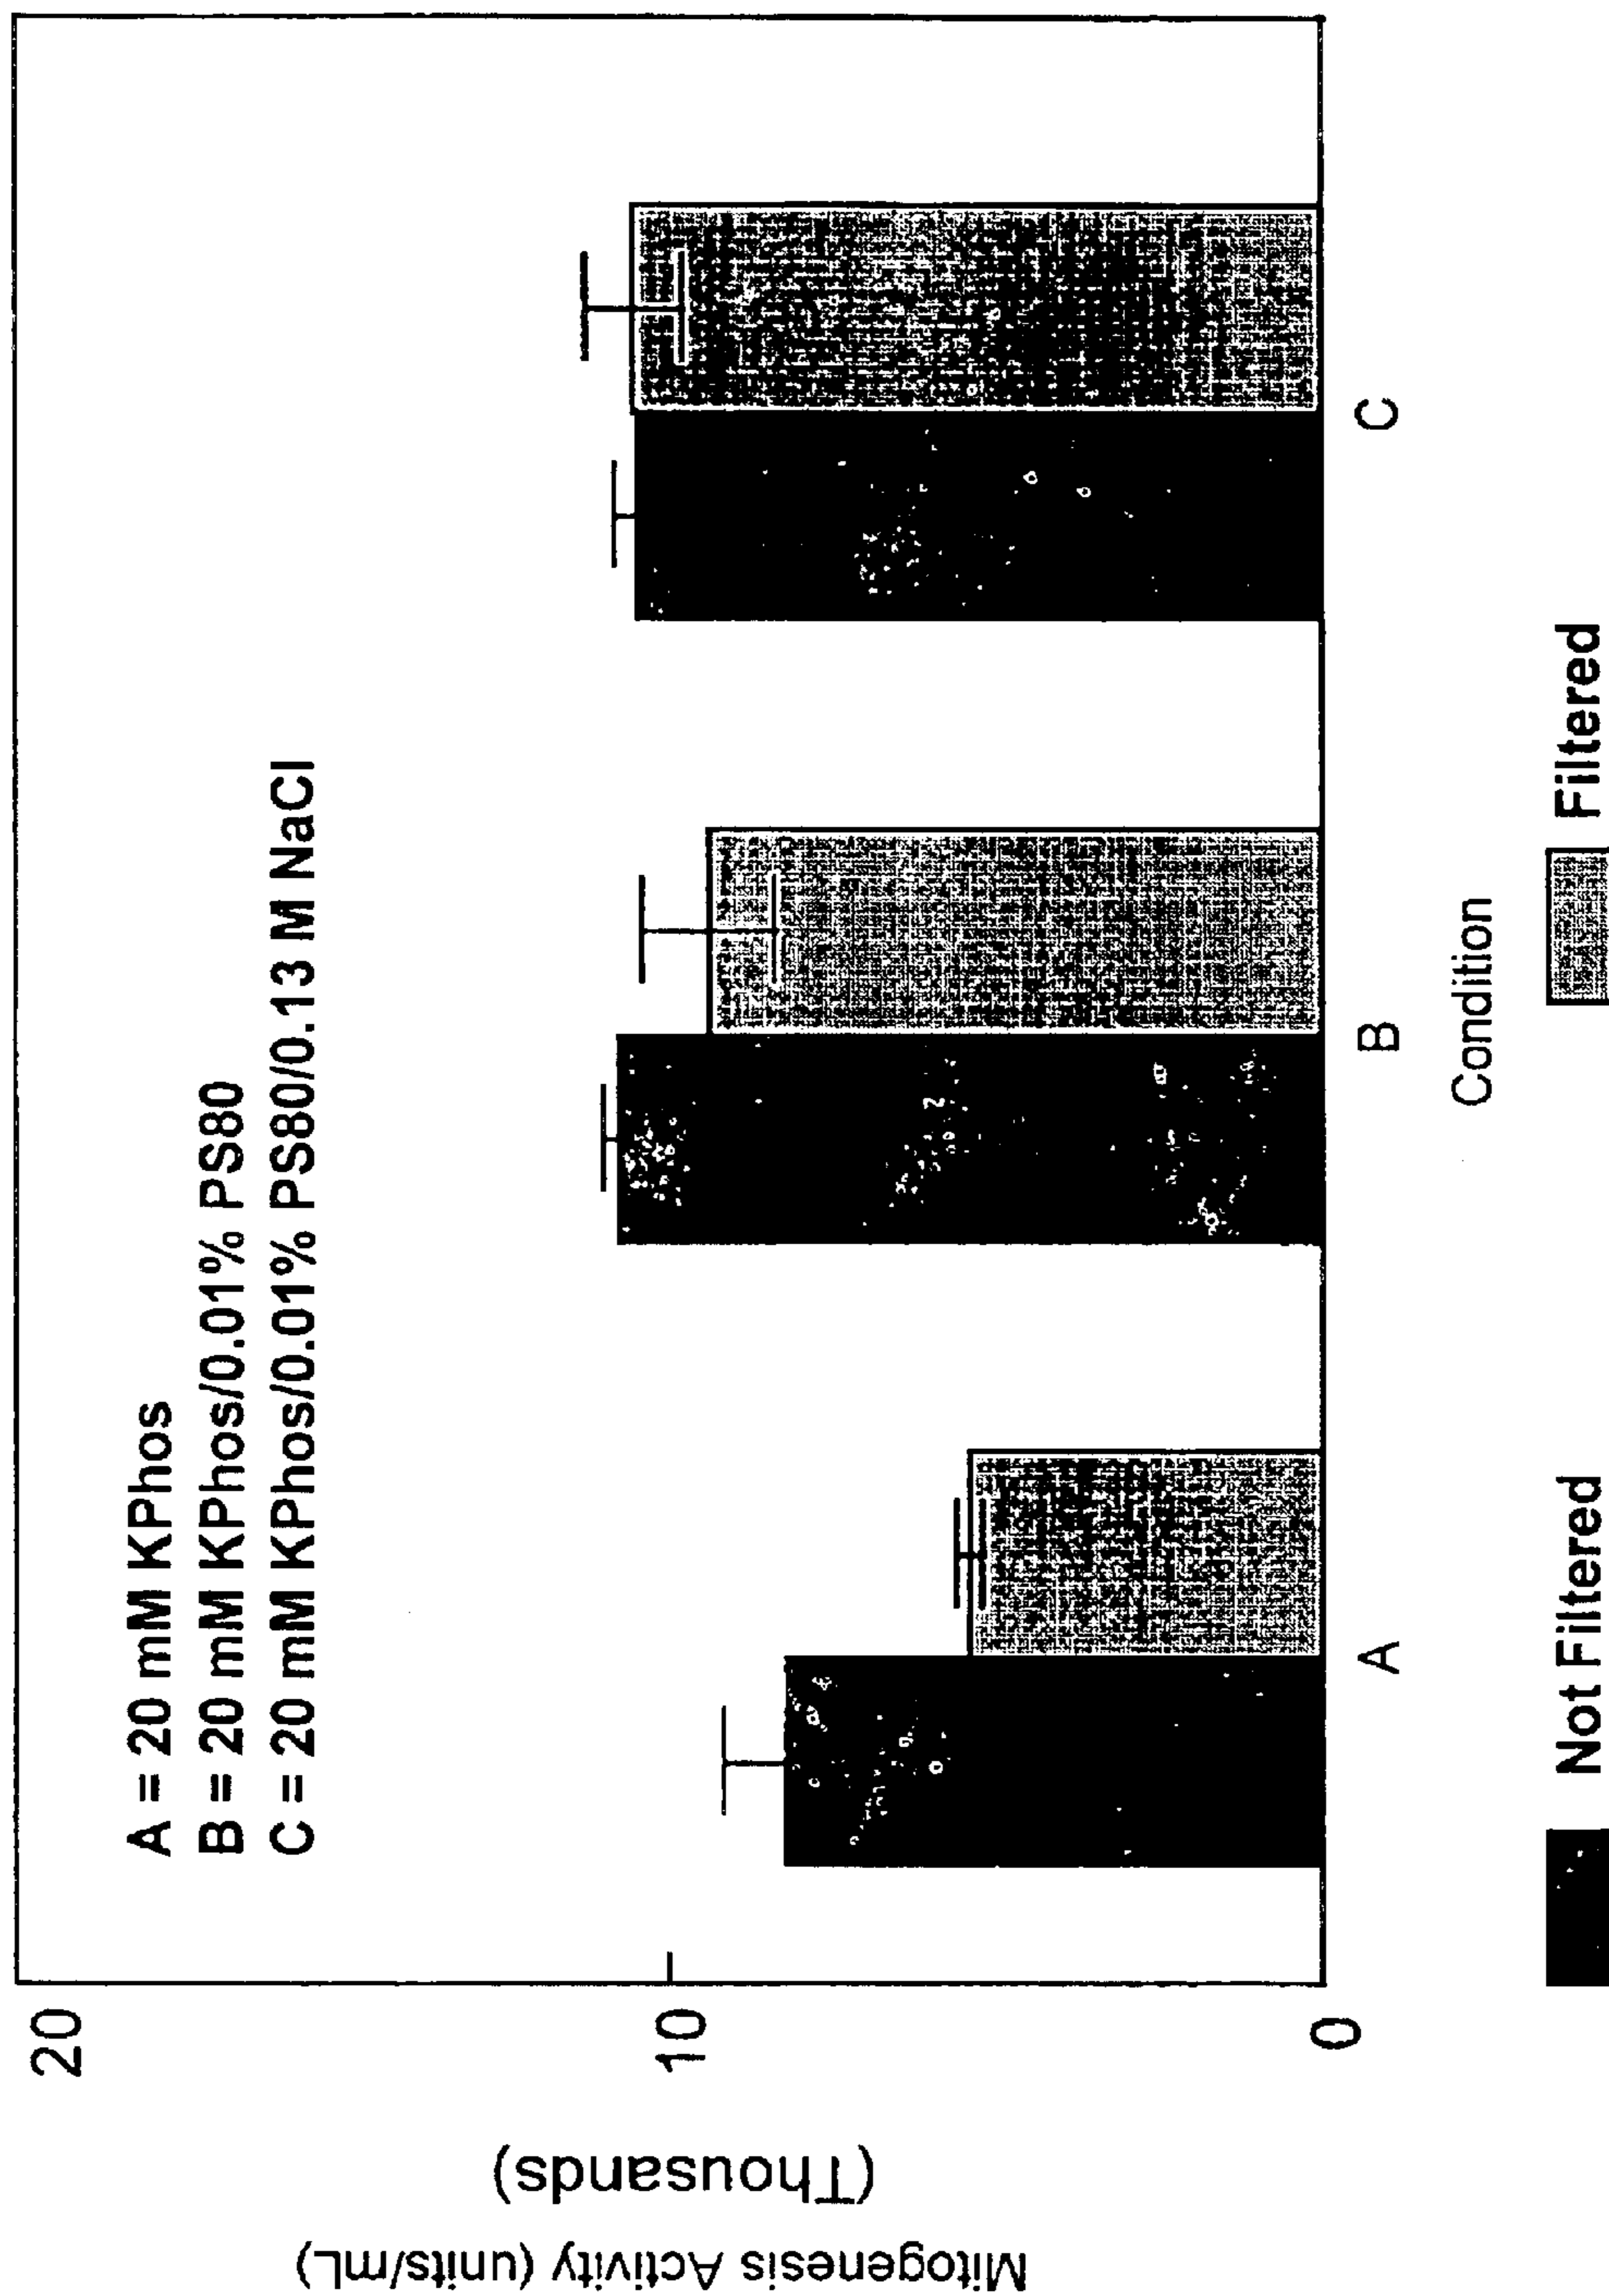 A = 20 mM KPhos
B = 20 mM KPhos/0.01% PS80
C = 20 mM KPhos/0.01% PS80/0.13 M NaCl
Mitogenesis Activity (units/mL)
(Thousands)
20
10
0
A
B
C
Condition
Not Filtered
Filtered